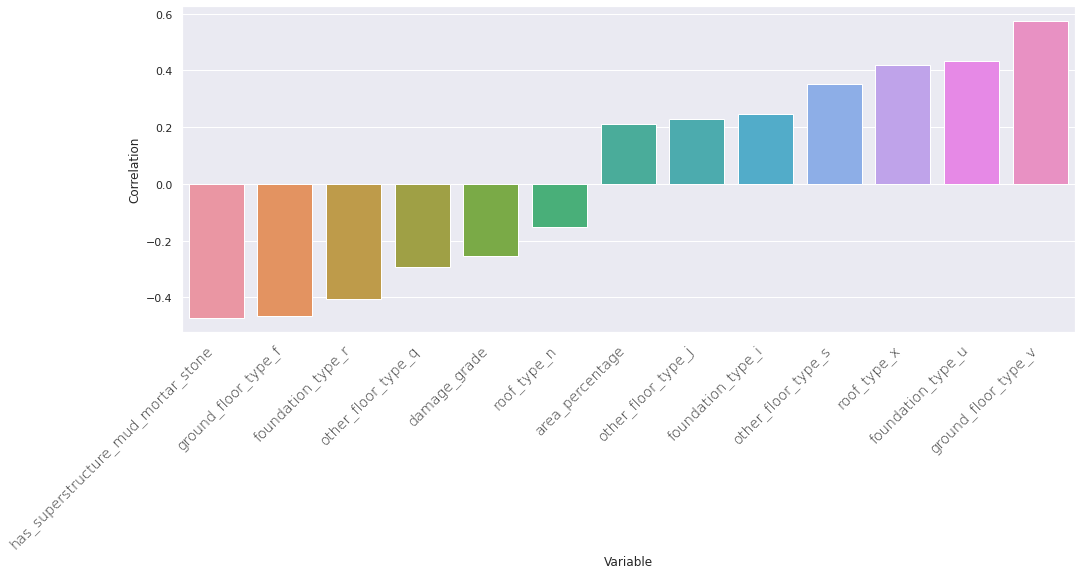 0.6
0.4
0.2
0.0
−0.2
−0.4
Correlation
has_superstructure_mud_mortar_stone
ground_floor_type_f
foundation_type_r
other_floor_type_q
damage_grade
roof_type_n
area_percentage
other_floor_type_j
foundation_type_i
other_floor_type_s
roof_type_x
foundation_type_u
ground_floor_type_v
Variable